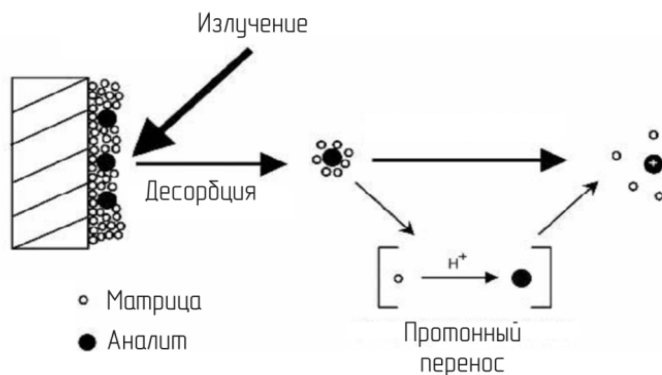 Излучение
Десорбция
+
H+
Матрица
Аналит
Протонный
перенос